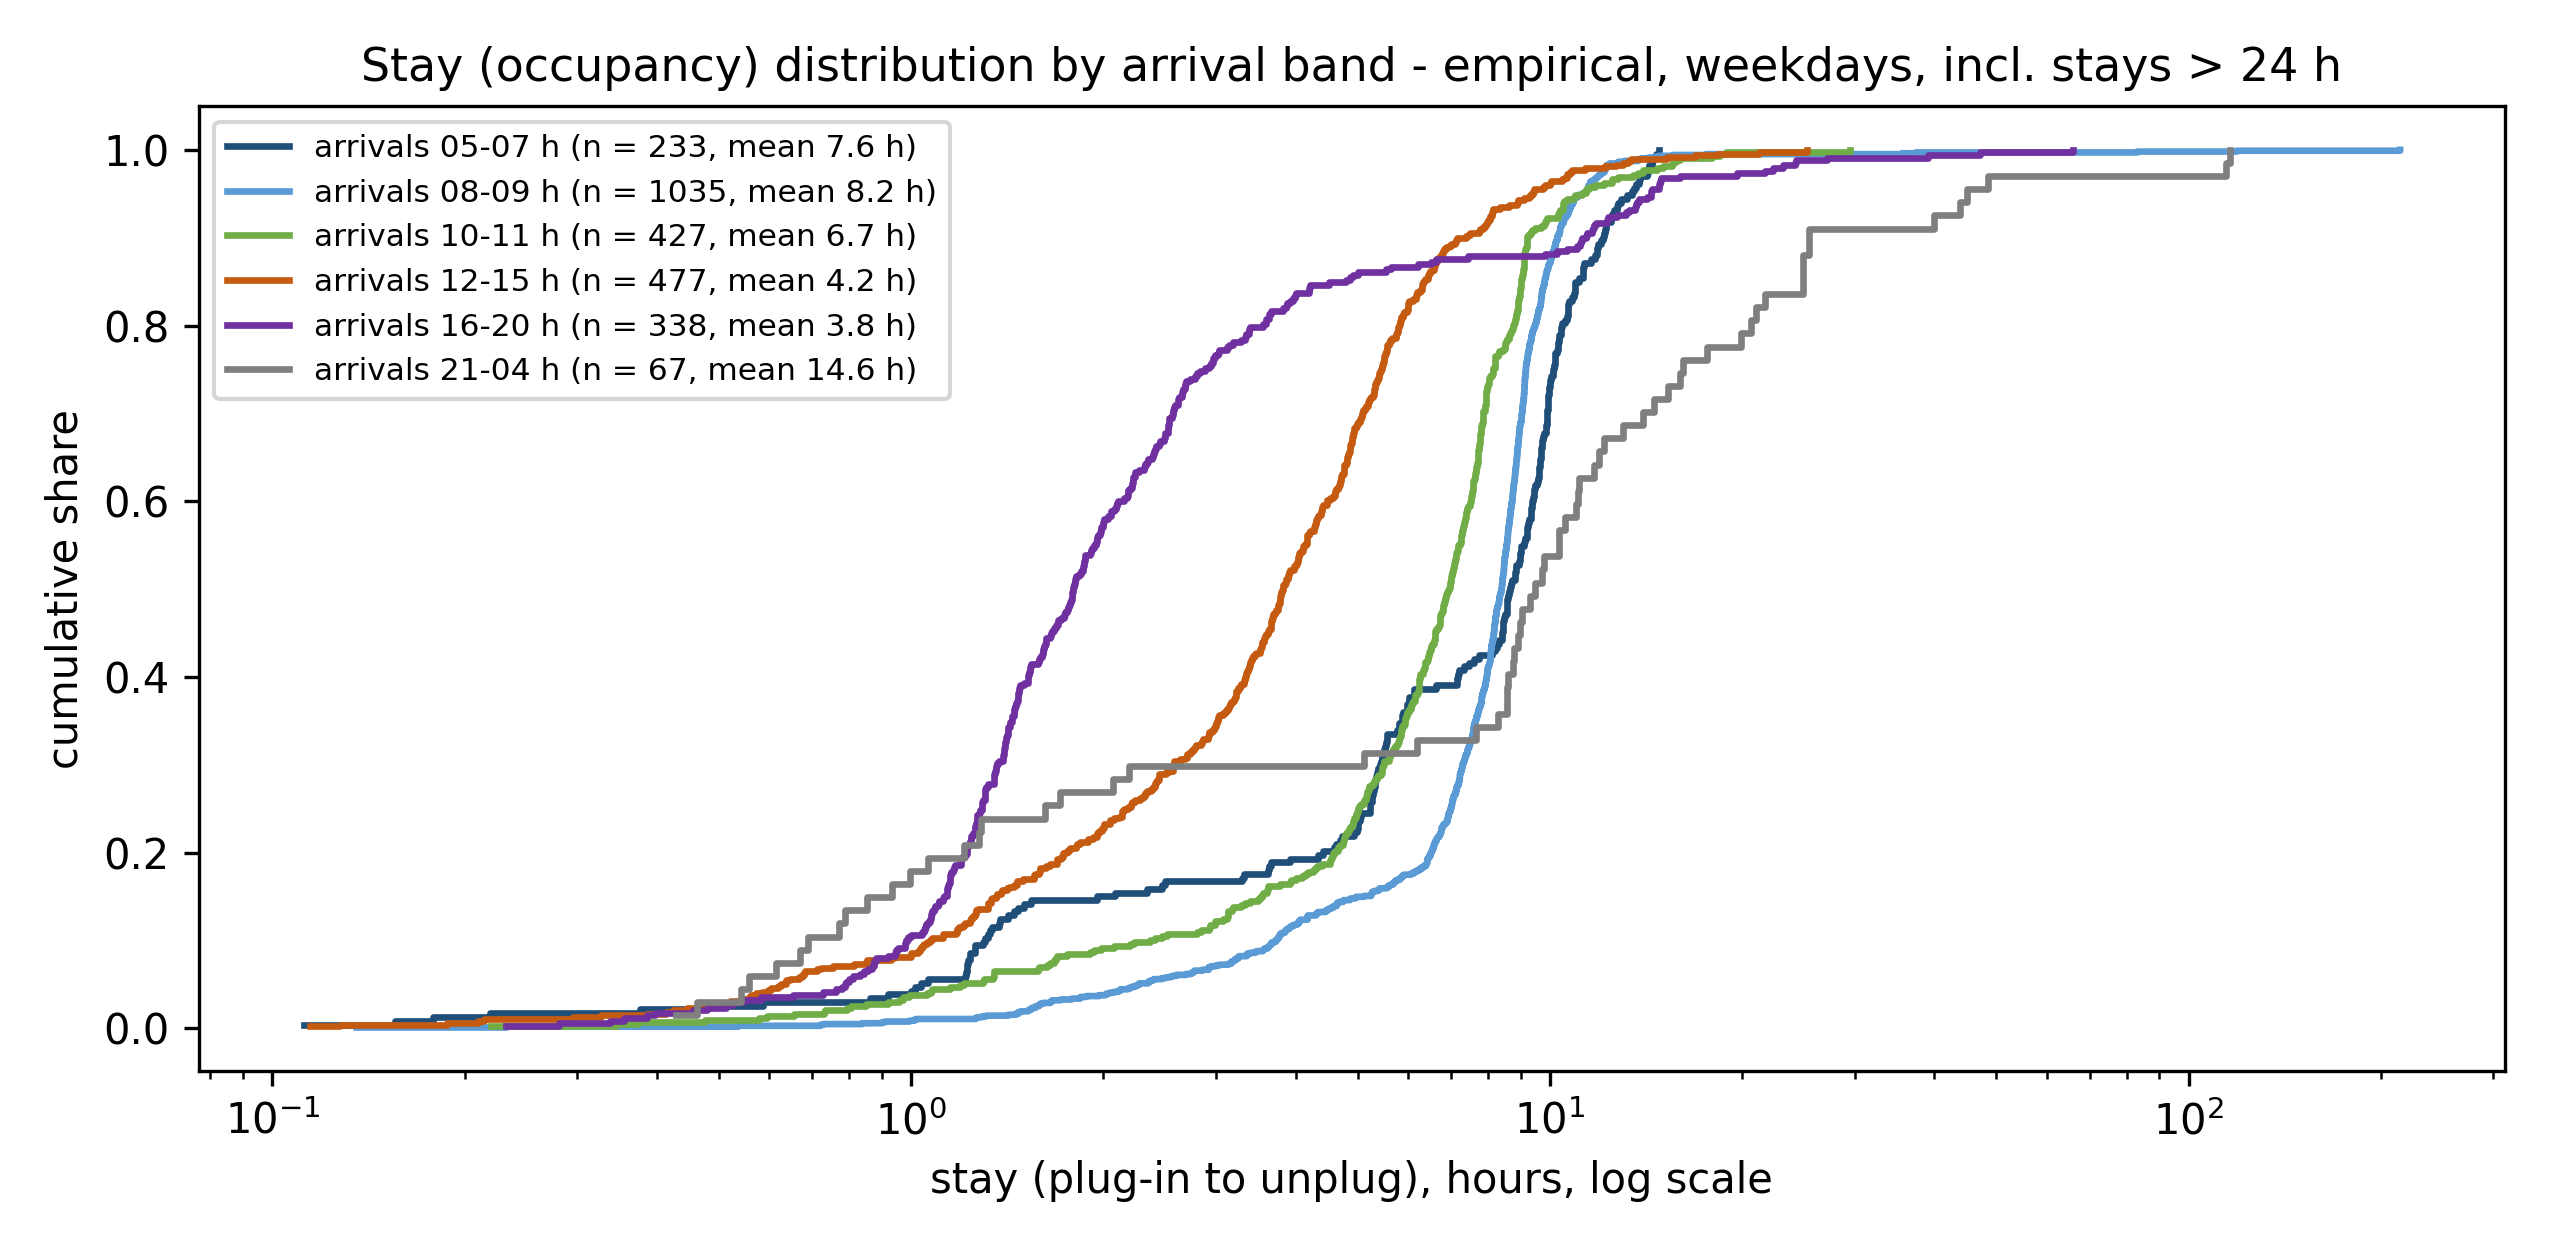 Stay (occupancy) distribution by arrival band - empirical, weekdays, incl. stays > 24 h
arrivals 05-07 h (n = 233, mean 7.6 h)
arrivals 08-09 h (n = 1035, mean 8.2 h)
arrivals 10-11 h (n = 427, mean 6.7 h)
arrivals 12-15 h (n = 477, mean 4.2 h)
arrivals 16-20 h (n = 338, mean 3.8 h)
arrivals 21-04 h (n = 67, mean 14.6 h)
cumulative share
1.0
0.8
0.6
0.4
0.2
0.0
10⁻¹ 10⁰ 10¹ 10²
stay (plug-in to unplug), hours, log scale